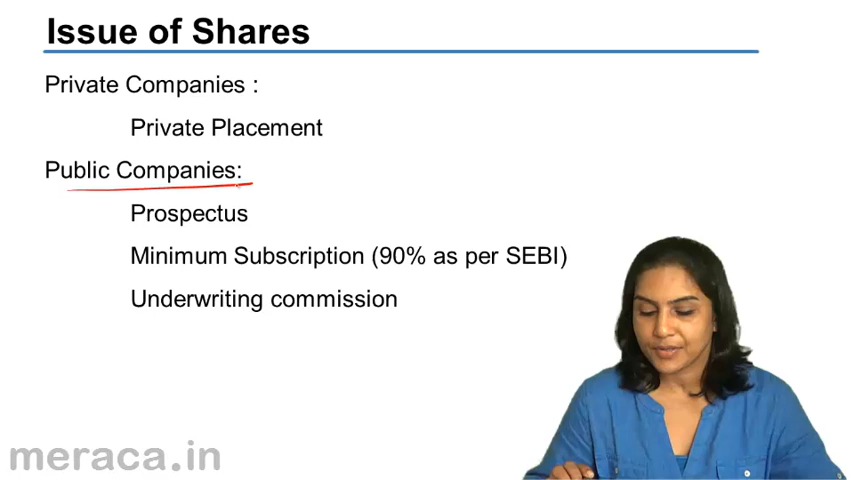 Issue of Shares
Private Companies :
Private Placement
Public Companies:
Prospectus
Minimum Subscription (90% as per SEBI)
Underwriting commission
meraca.in